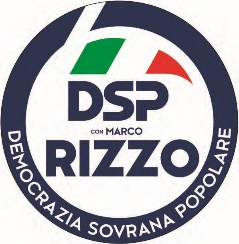 DSP
CON MARCO
RIZZO
DEMOCRAZIA SOVRANA POPOLARE